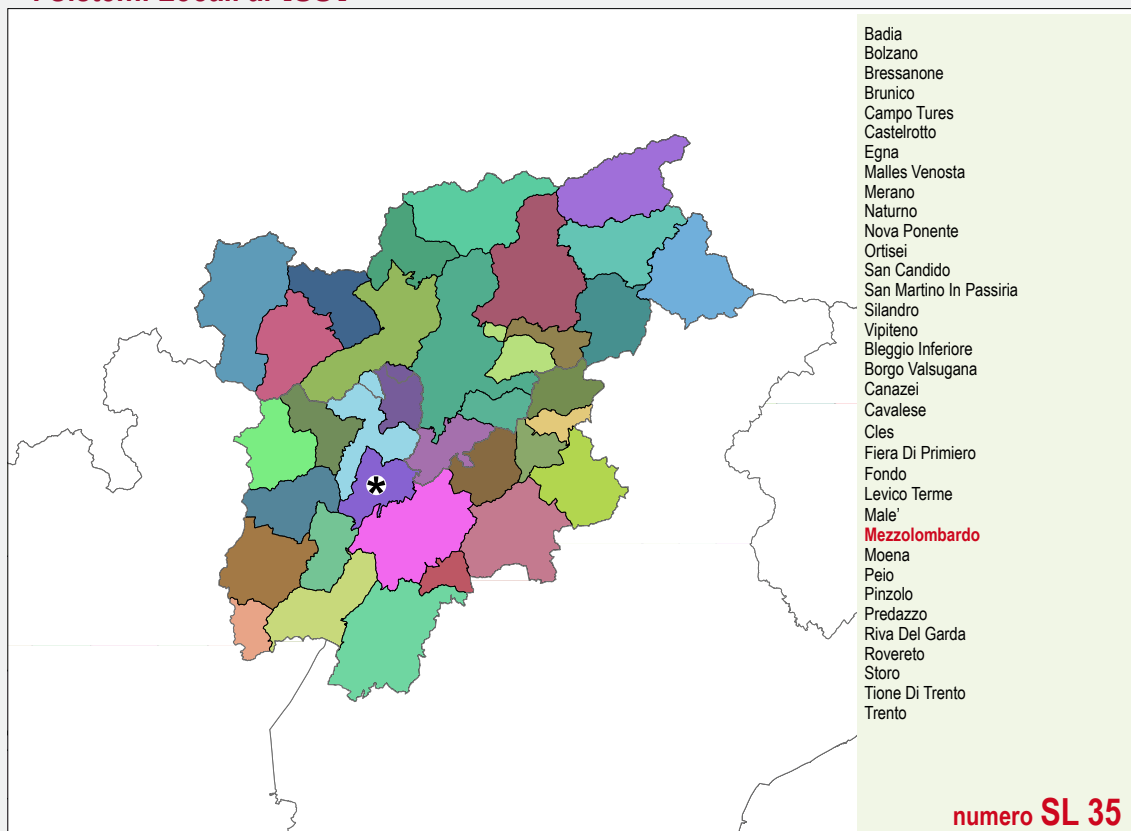 Badia
Bolzano
Bressanone
Brunico
Campo Tures
Castelrotto
Egna
Malles Venosta
Merano
Naturno
Nova Ponente
Ortisei
San Candido
San Martino In Passiria
Silandro
Vipiteno
Bleggio Inferiore
Borgo Valsugana
Canazei
Cavalese
Cles
Fiera Di Primiero
Fondo
Levico Terme
Male’
Mezzolombardo
Moena
Peio
Pinzolo
Predazzo
Riva Del Garda
Rovereto
Storo
Tione Di Trento
Trento
numero SL 35